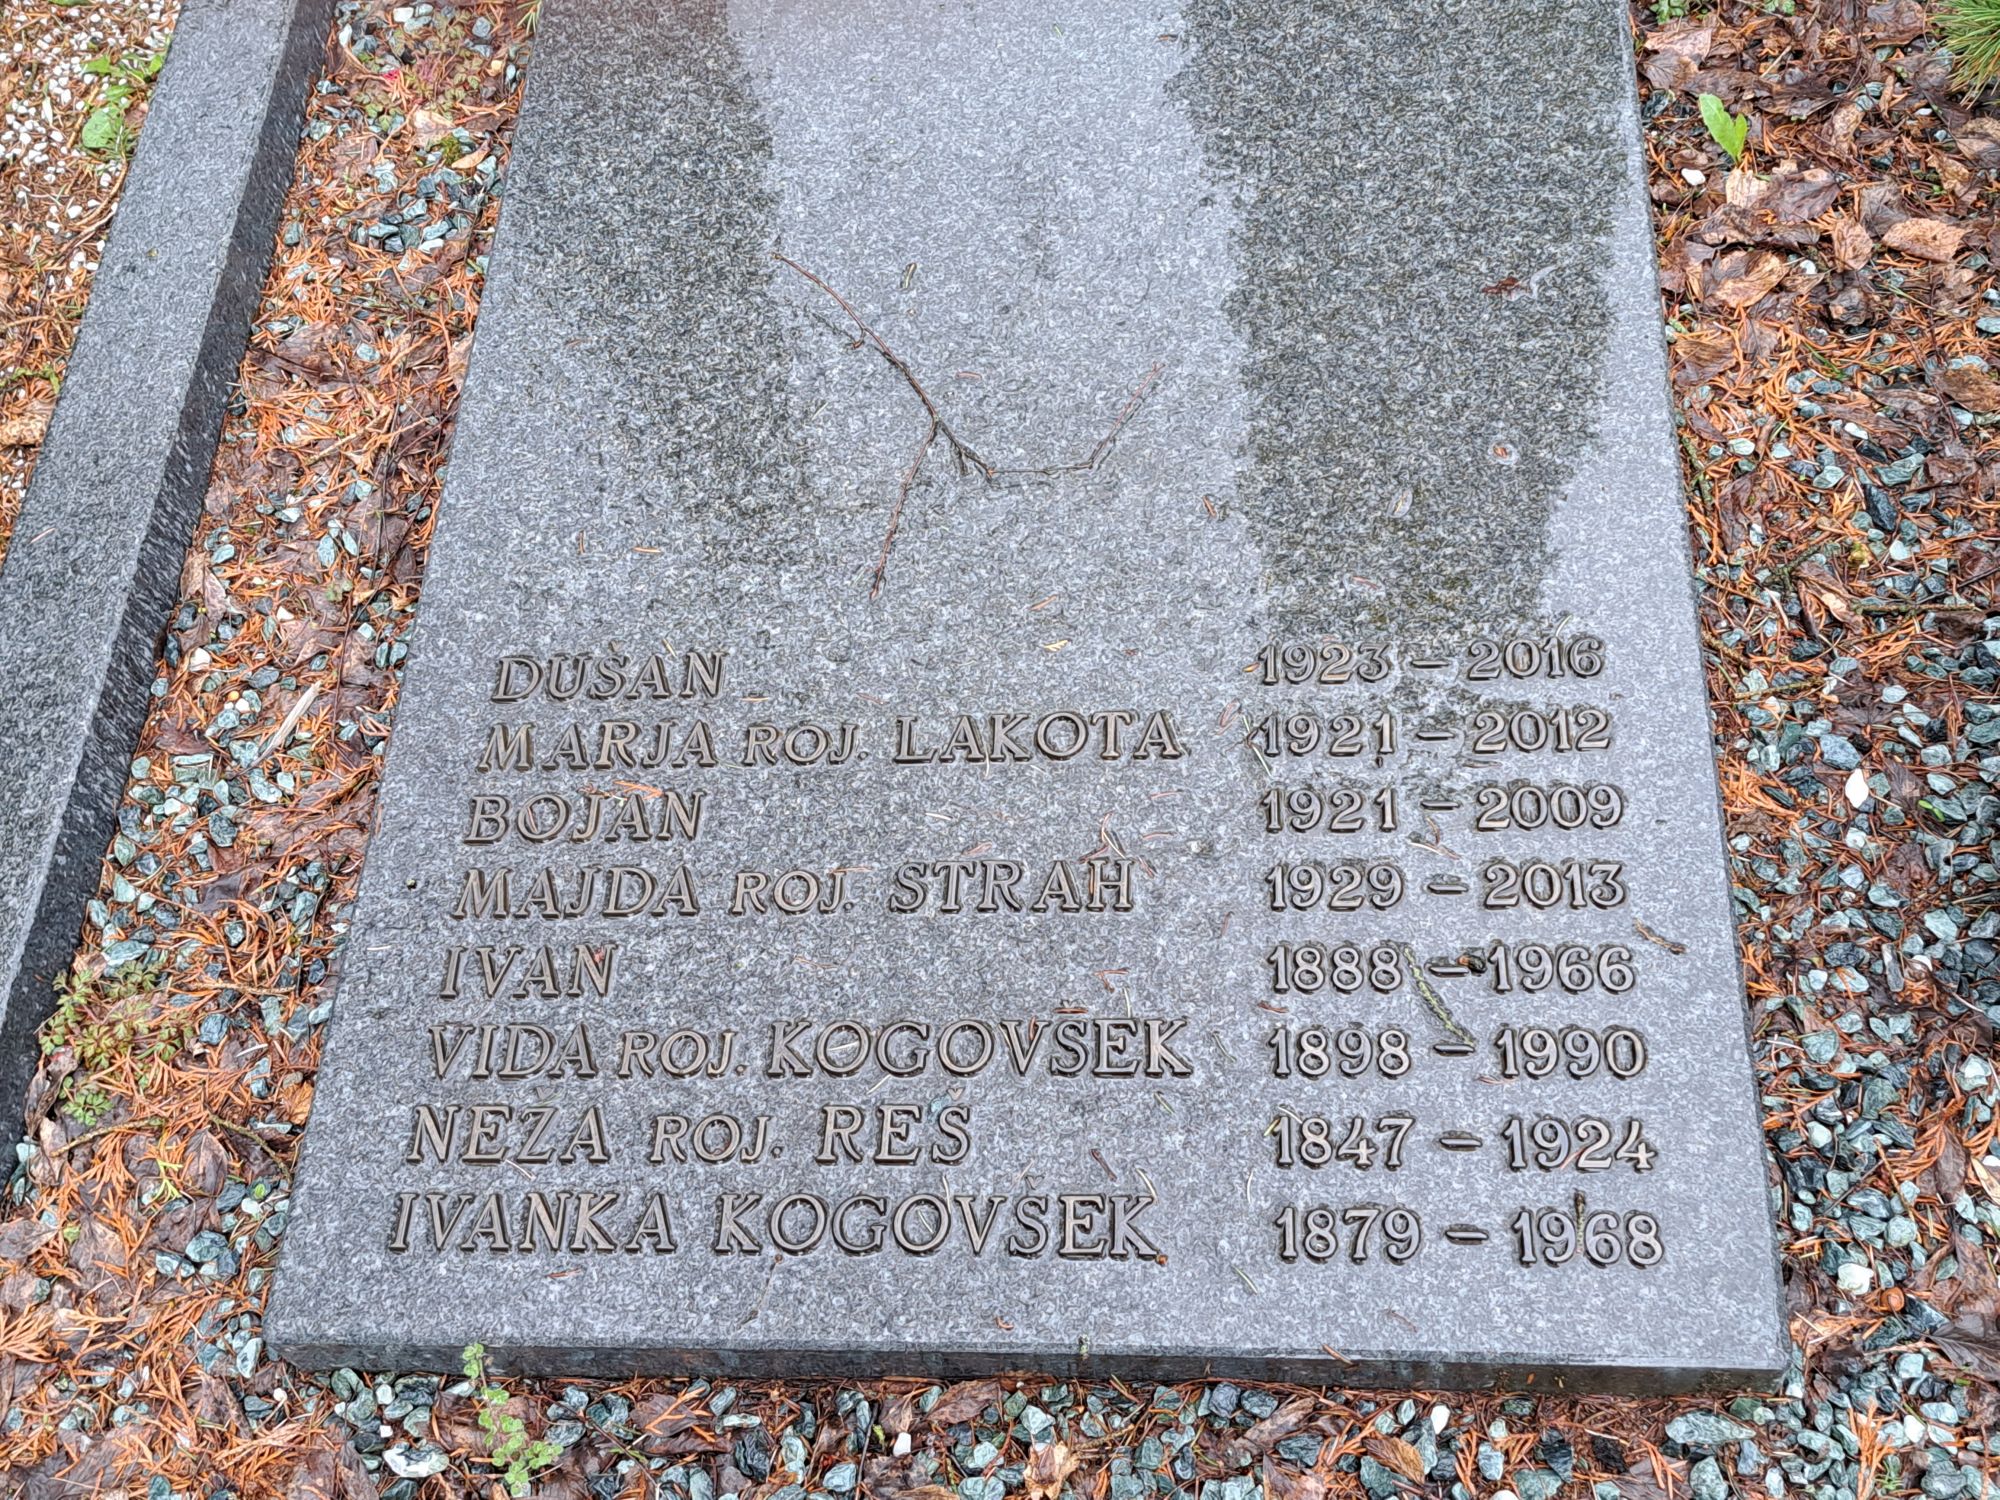 DUŠAN 1923 – 2016
MARJA ROJ. LAKOTA 1921 – 2012
BOJAN 1921 – 2009
MAJDA ROJ. STRAH 1929 – 2013
IVAN 1888 – 1966
VIDA ROJ. KOGOVŠEK 1898 – 1990
NEŽA ROJ. REŠ 1847 – 1924
IVANKA KOGOVŠEK 1879 – 1968